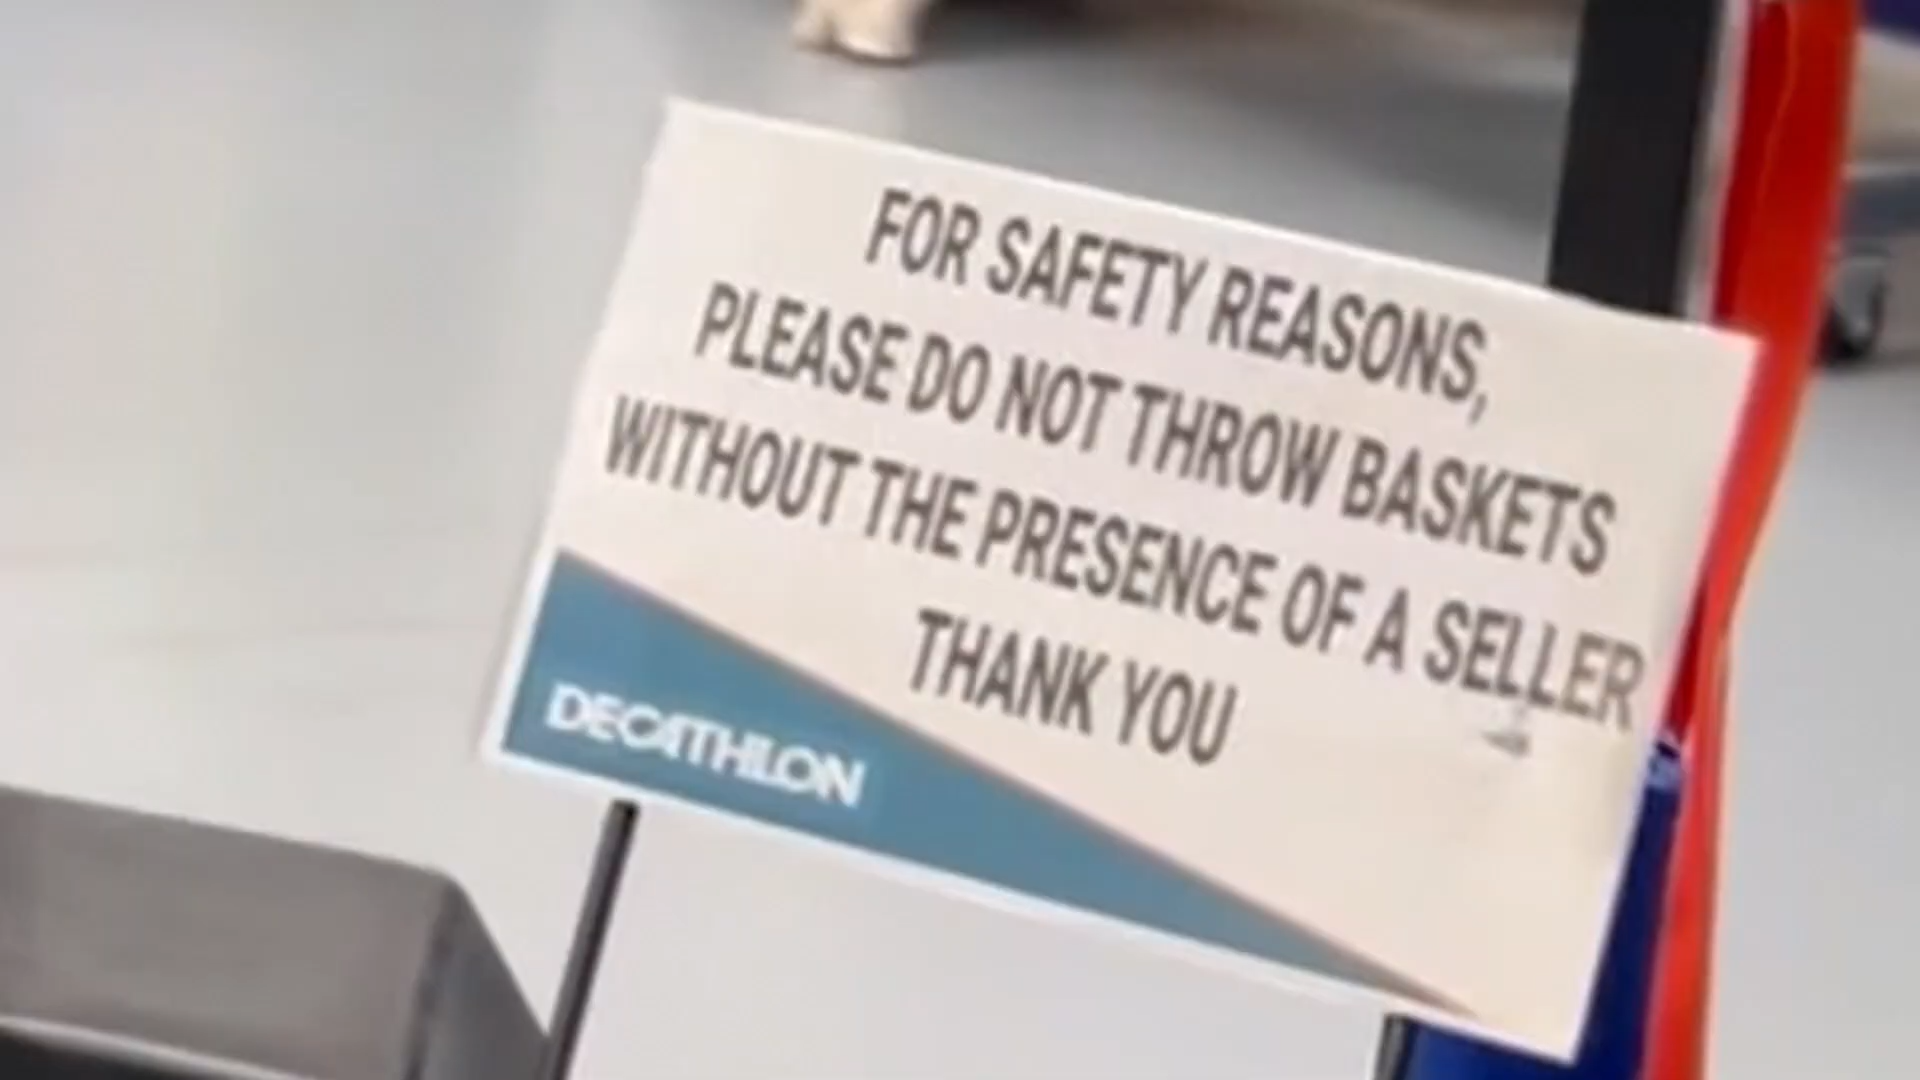 FOR SAFETY REASONS,
PLEASE DO NOT THROW BASKETS
WITHOUT THE PRESENCE OF A SELLER
THANK YOU
DECATHLON